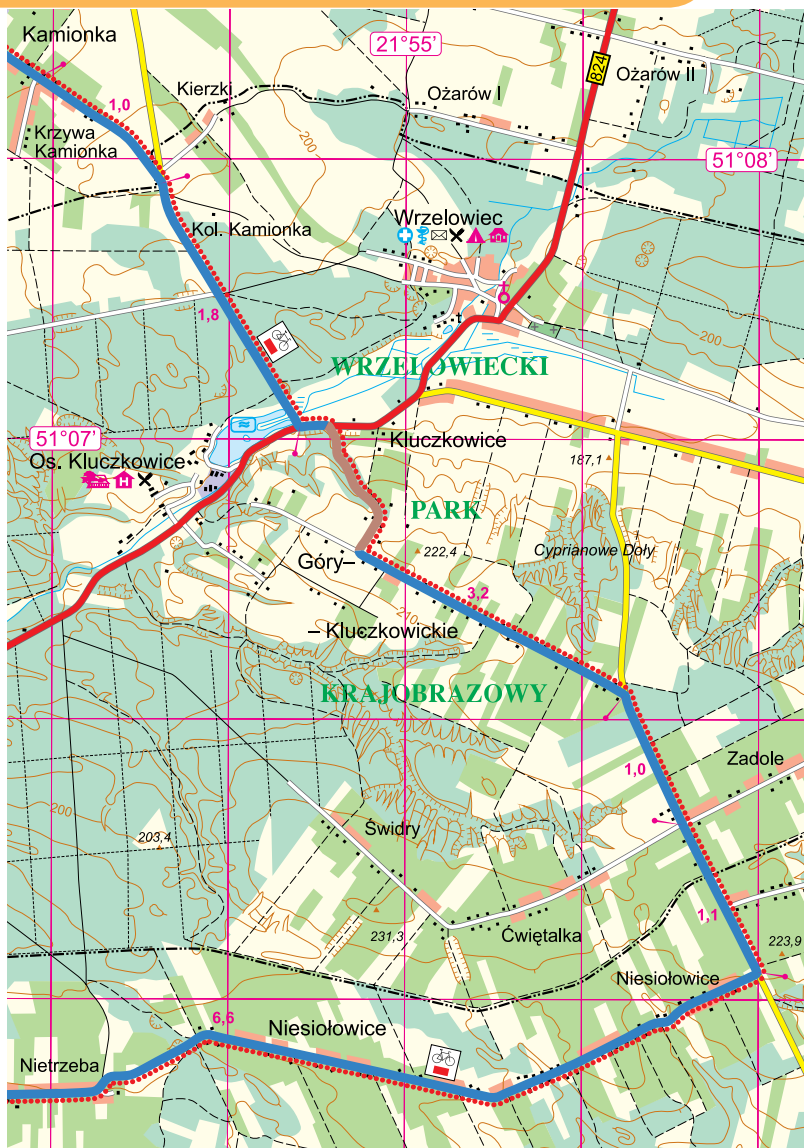 Kamionka
21°55'
824
Ożarów II
Kierzki
1,0
Ożarów I
Krzywa
Kamionka
200
51°08'
Wrzelowiec
Kol. Kamionka
1,8
200
WRZELOWIECKI
51°07'
Kluczkowice
Os. Kluczkowice
H
187,1
PARK
222,4
Cyprianowe Doły
Góry–
3,2
210
– Kluczkowickie
KRAJOBRAZOWY
1,0
Zadole
200
Świdry
203,4
1,1
231,3
Ćwiętalka
223,9
Niesiołowice
6,6
Niesiołowice
Nietrzeba